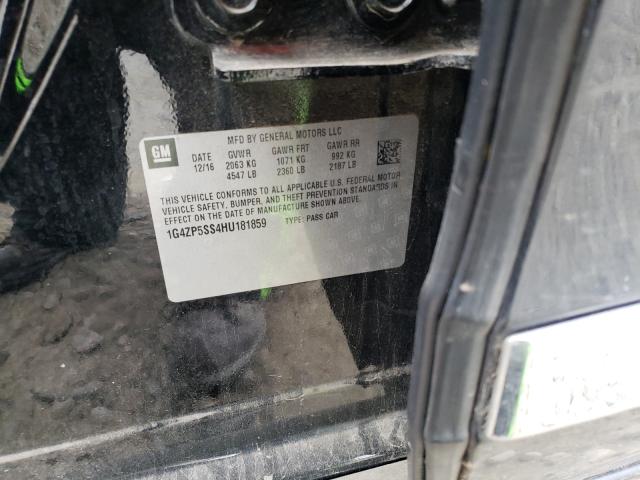 MFD BY GENERAL MOTORS LLC
GM DATE GVWR GAWR FRT GAWR RR
12/16 2063 KG 1071 KG 992 KG
4547 LB 2360 LB 2187 LB
THIS VEHICLE CONFORMS TO ALL APPLICABLE U.S. FEDERAL MOTOR
VEHICLE SAFETY, BUMPER, AND THEFT PREVENTION STANDARDS IN
EFFECT ON THE DATE OF MANUFACTURE SHOWN ABOVE.
1G4ZP5SS4HU181859 TYPE: PASS CAR